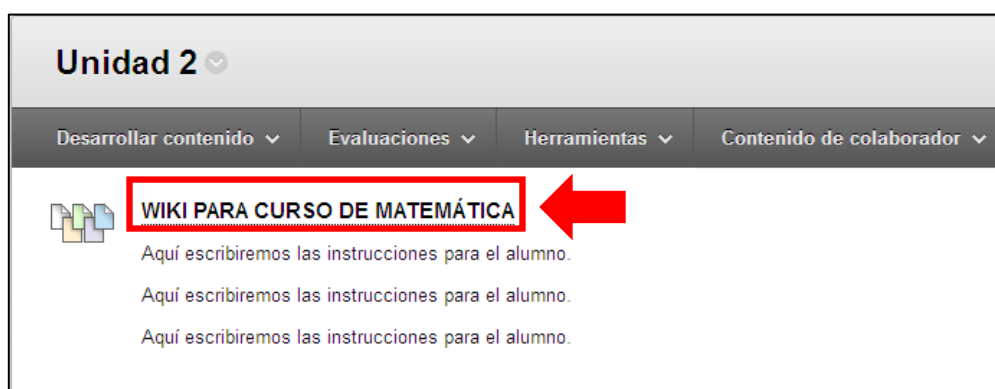 Unidad 2
Desarrollar contenido Evaluaciones Herramientas Contenido de colaborador
WIKI PARA CURSO DE MATEMÁTICA
Aquí escribiremos las instrucciones para el alumno.
Aquí escribiremos las instrucciones para el alumno.
Aquí escribiremos las instrucciones para el alumno.